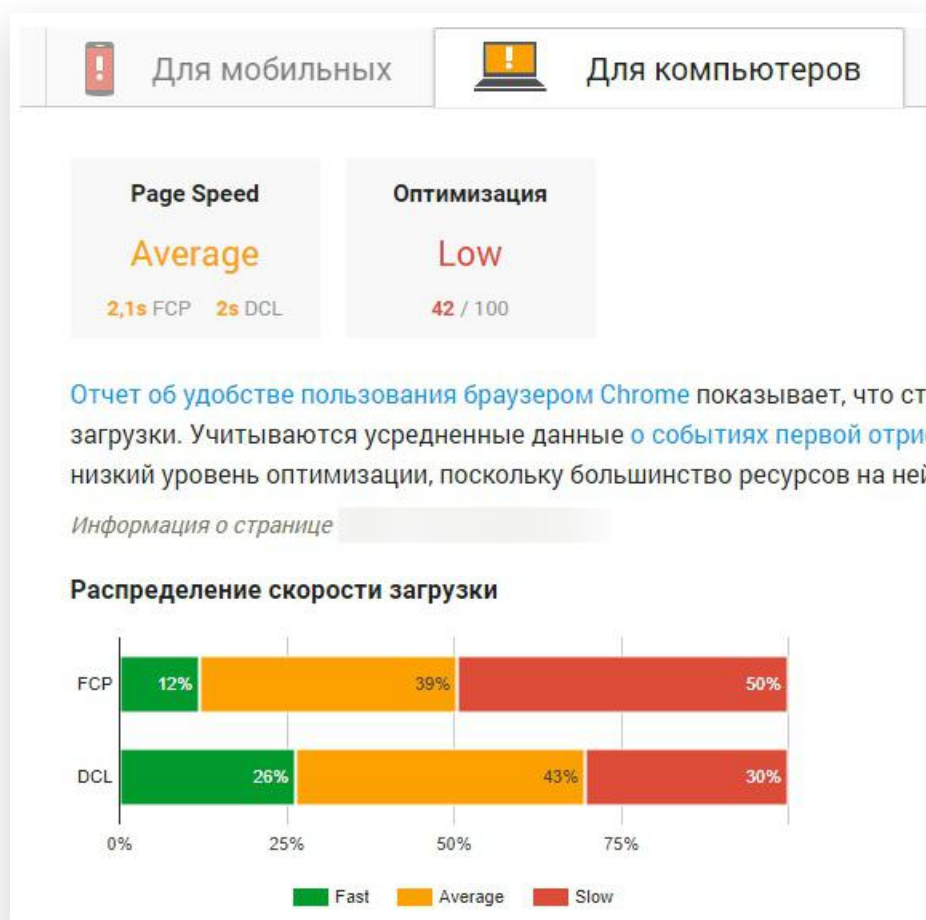 Для мобильных
Для компьютеров
Page Speed
Average
2,1s FCP 2s DCL
Оптимизация
Low
42 / 100
Отчет об удобстве пользования браузером Chrome показывает, что ст
загрузки. Учитываются усредненные данные о событиях первой отри
низкий уровень оптимизации, поскольку большинство ресурсов на ней
Информация о странице
Распределение скорости загрузки
FCP 12% 39% 50%
DCL 26% 43% 30%
0% 25% 50% 75%
Fast Average Slow